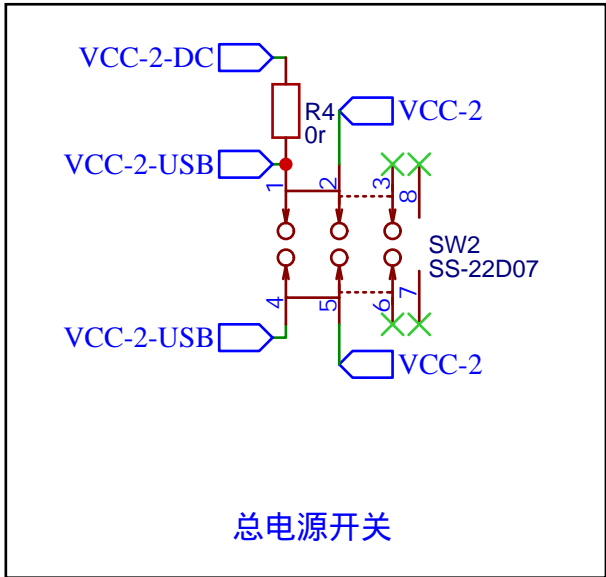 VCC-2-DC
R4
0r
VCC-2
VCC-2-USB
1
2
3
8
SW2
SS-22D07
4
5
6
7
VCC-2-USB
VCC-2
总电源开关